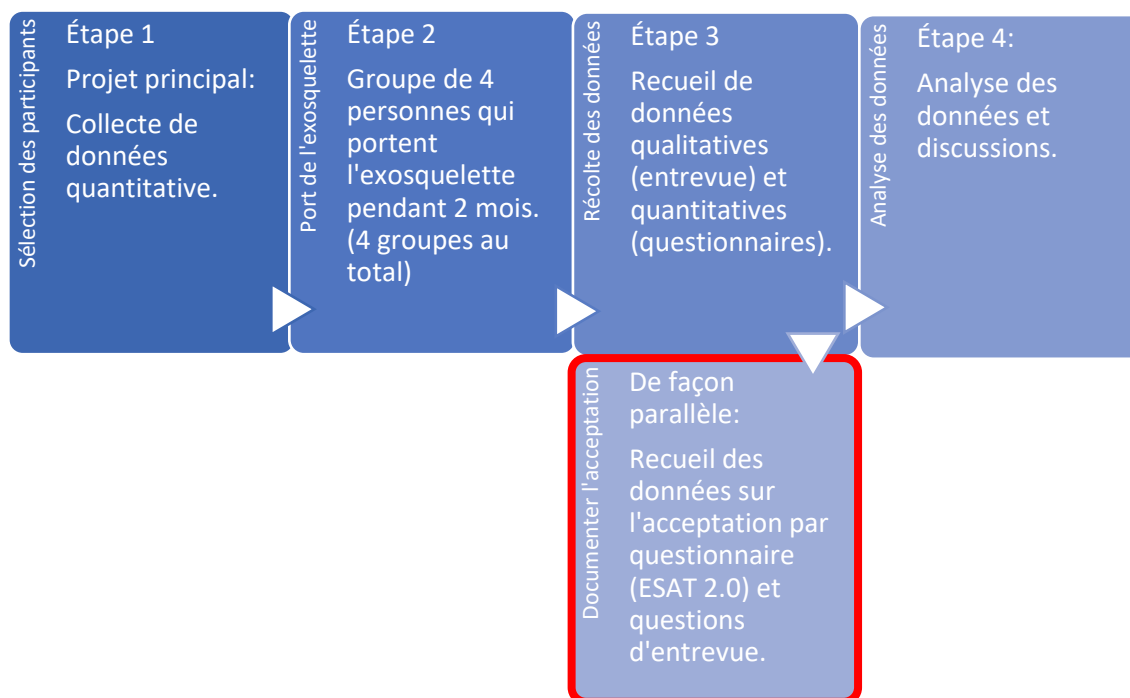 Sélection des participants
Étape 1
Projet principal:
Collecte de
données
quantitative.
Port de l'exosquelette
Étape 2
Groupe de 4
personnes qui
portent
l'exosquelette
pendant 2 mois.
(4 groupes au
total)
Récolte des données
Étape 3
Recueil de
données
qualitatives
(entrevue) et
quantitatives
(questionnaires).
Analyse des données
Étape 4:
Analyse des
données et
discussions.
Documenter l'acceptation
De façon
parallèle:
Recueil des
données sur
l'acceptation par
questionnaire
(ESAT 2.0) et
questions
d'entrevue.